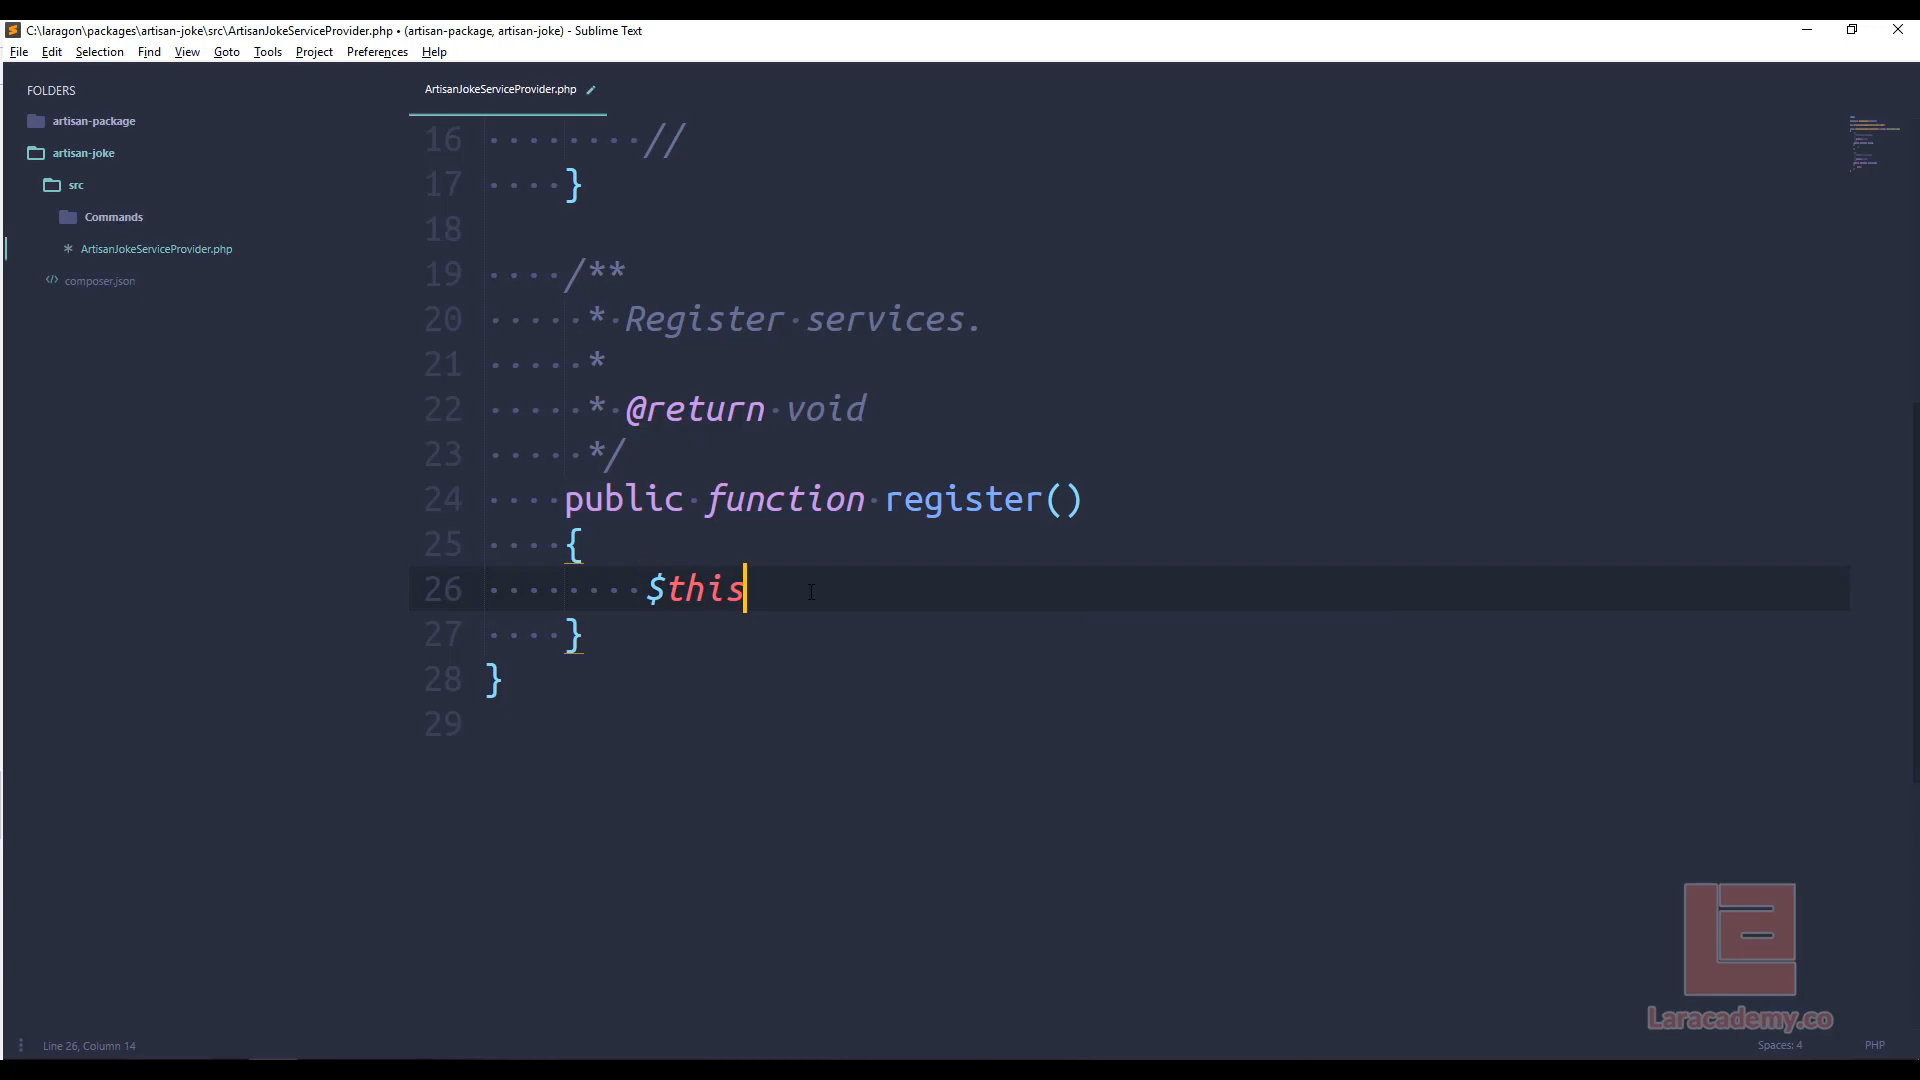 C:\laragon\packages\artisan-joke\src\ArtisanJokeServiceProvider.php • (artisan-package, artisan-joke) - Sublime Text
File Edit Selection Find View Goto Tools Project Preferences Help
FOLDERS
artisan-package
artisan-joke
src
Commands
ArtisanJokeServiceProvider.php
composer.json
ArtisanJokeServiceProvider.php
16 //
17 }
18
19 /**
20 * Register services.
21 *
22 * @return void
23 */
24 public function register()
25 {
26 $this
27 }
28 }
29
Laracademy.co
Line 26, Column 14
Spaces: 4
PHP